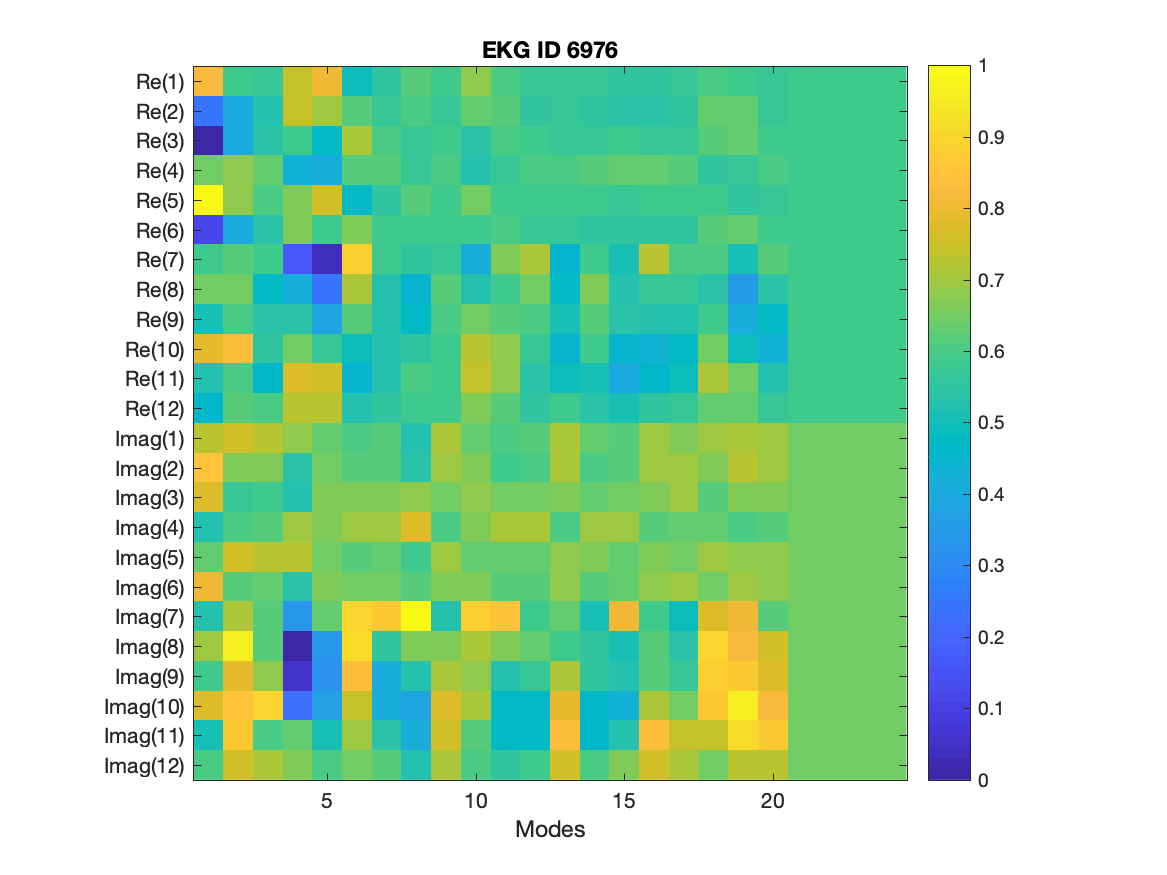 EKG ID 6976
Re(1)
Re(2)
Re(3)
Re(4)
Re(5)
Re(6)
Re(7)
Re(8)
Re(9)
Re(10)
Re(11)
Re(12)
Imag(1)
Imag(2)
Imag(3)
Imag(4)
Imag(5)
Imag(6)
Imag(7)
Imag(8)
Imag(9)
Imag(10)
Imag(11)
Imag(12)
5 10 15 20
Modes
1
0.9
0.8
0.7
0.6
0.5
0.4
0.3
0.2
0.1
0